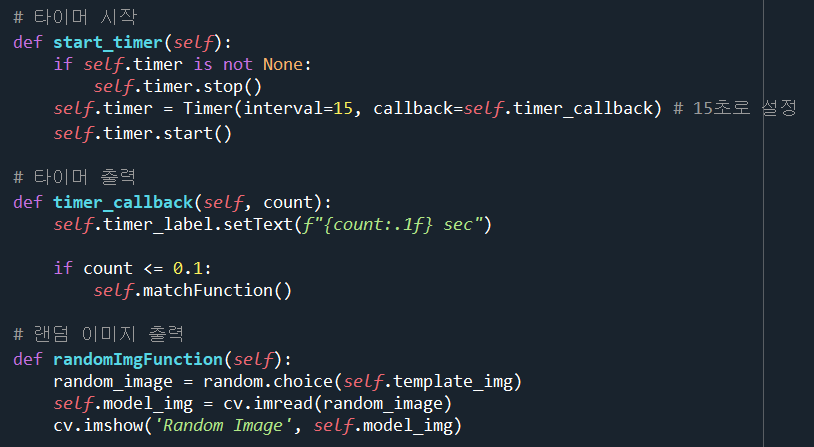 # 타이머 시작
def start_timer(self):
    if self.timer is not None:
        self.timer.stop()
    self.timer = Timer(interval=15, callback=self.timer_callback) # 15초로 설정
    self.timer.start()

# 타이머 출력
def timer_callback(self, count):
    self.timer_label.setText(f"{count:.1f} sec")

    if count <= 0.1:
        self.matchFunction()

# 랜덤 이미지 출력
def randomImgFunction(self):
    random_image = random.choice(self.template_img)
    self.model_img = cv.imread(random_image)
    cv.imshow('Random Image', self.model_img)